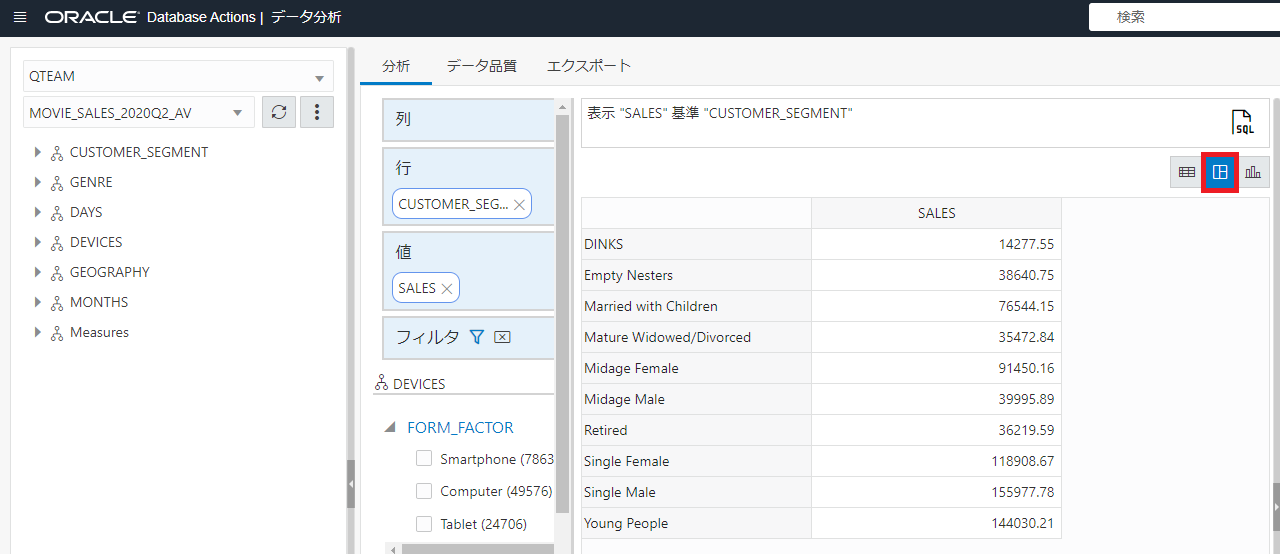 ORACLE Database Actions | データ分析
検索
QTEAM
MOVIE_SALES_2020Q2_AV
CUSTOMER_SEGMENT
GENRE
DAYS
DEVICES
GEOGRAPHY
MONTHS
Measures
分析 データ品質 エクスポート
列
行
CUSTOMER_SEG...
値
SALES
フィルタ
DEVICES
FORM_FACTOR
Smartphone (7863
Computer (49576)
Tablet (24706)
表示 "SALES" 基準 "CUSTOMER_SEGMENT"
SQL
SALES
DINKS 14277.55
Empty Nesters 38640.75
Married with Children 76544.15
Mature Widowed/Divorced 35472.84
Midage Female 91450.16
Midage Male 39995.89
Retired 36219.59
Single Female 118908.67
Single Male 155977.78
Young People 144030.21